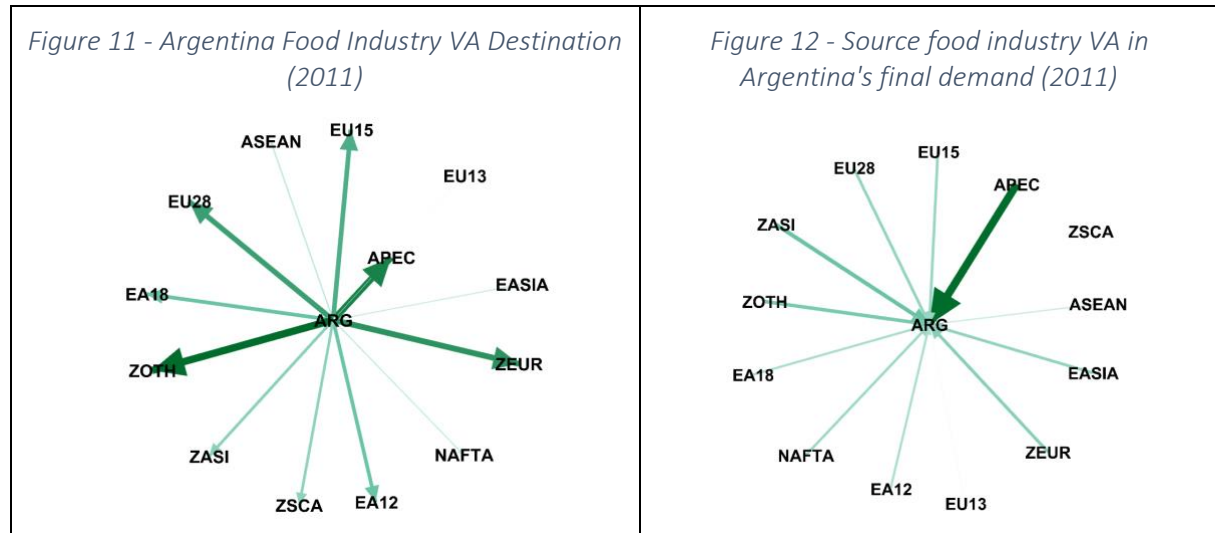 Figure 11 - Argentina Food Industry VA Destination
(2011)
ASEAN
EU15
EU13
EU28
APEC
EASIA
EA18
ARG
ZOTH
ZEUR
ZASI
NAFTA
ZSCA
EA12
Figure 12 - Source food industry VA in
Argentina's final demand (2011)
EU15
EU28
APEC
ZASI
ZSCA
ZOTH
ASEAN
ARG
EA18
EASIA
NAFTA
ZEUR
EA12
EU13